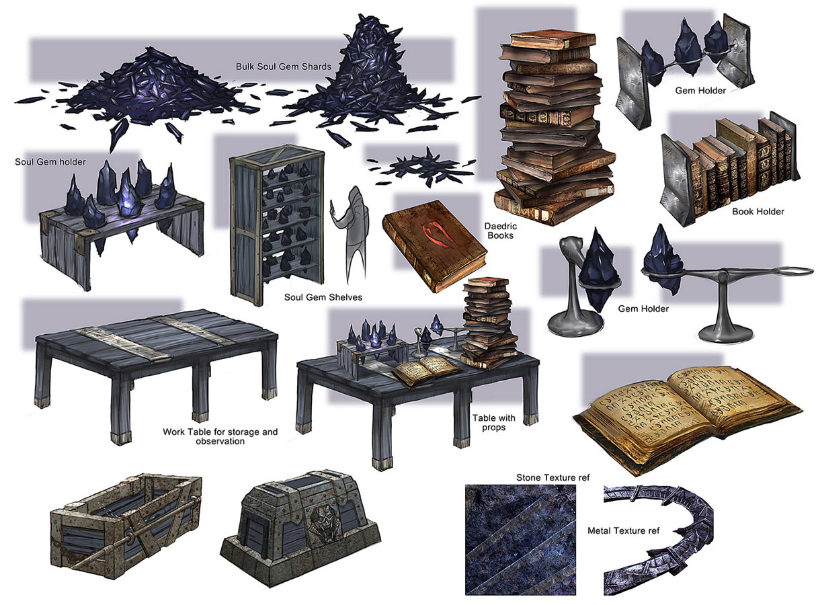 Bulk Soul Gem Shards
Gem Holder
Soul Gem holder
Daedric
Books
Book Holder
Soul Gem Shelves
Gem Holder
Work Table for storage and
observation
Table with
props
Stone Texture ref
Metal Texture ref